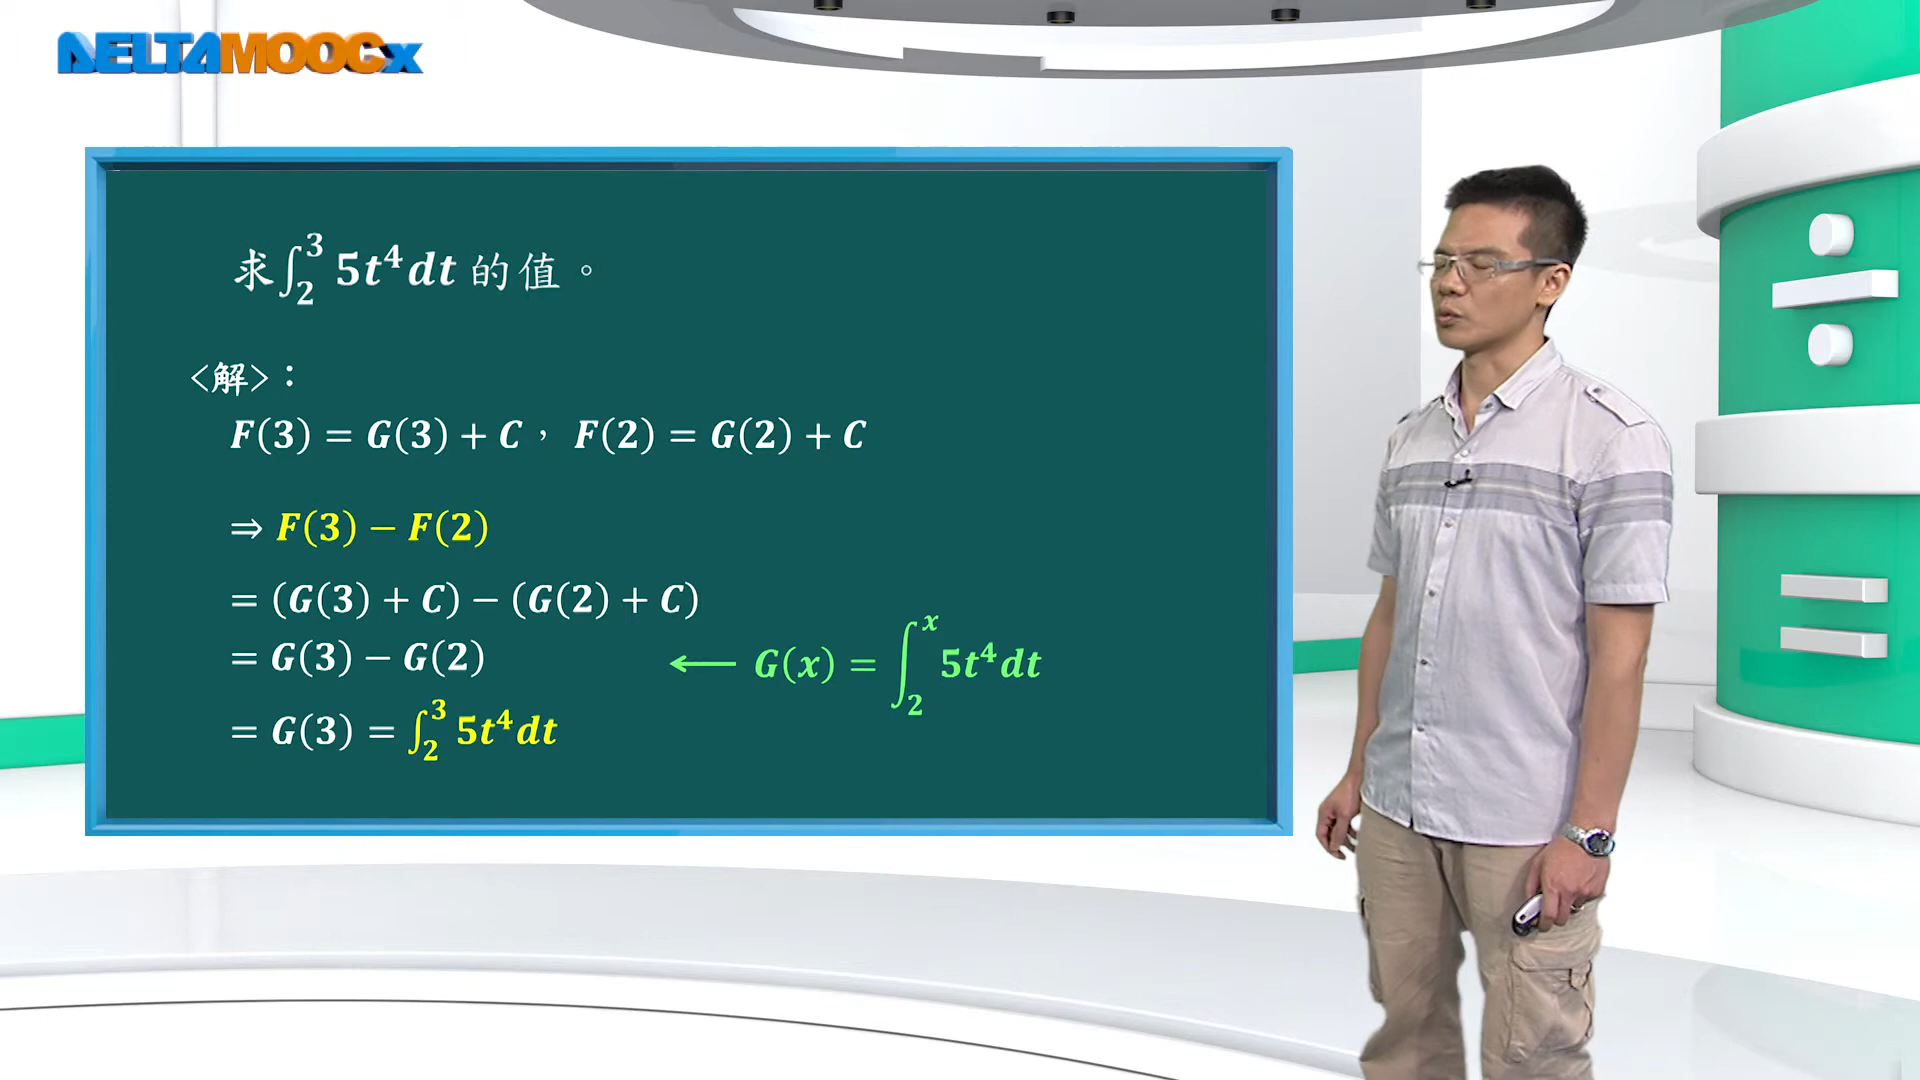 DELTAMOOCx
求∫₂³ 5t⁴dt 的值。
<解>：
F(3) = G(3) + C， F(2) = G(2) + C
⇒ F(3) − F(2)
= (G(3) + C) − (G(2) + C)
= G(3) − G(2) ⟵ G(x) = ∫₂ˣ 5t⁴dt
= G(3) = ∫₂³ 5t⁴dt